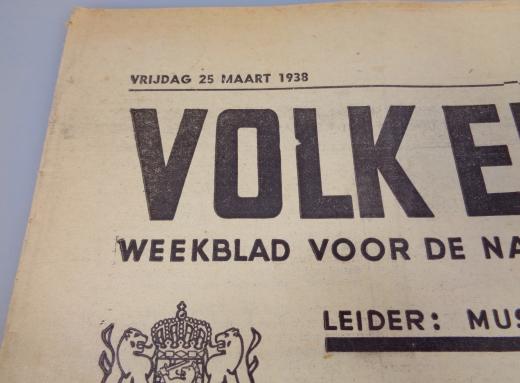 VRIJDAG 25 MAART 1938
VOLK E
WEEKBLAD VOOR DE NA
LEIDER: MUS